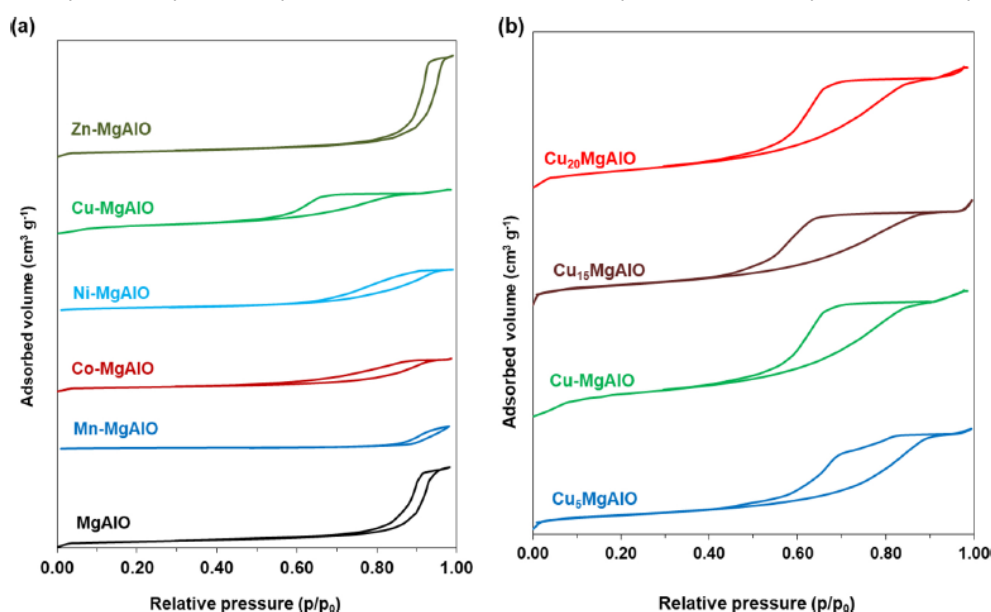 (a)
Adsorbed volume (cm³ g⁻¹)
Zn-MgAlO
Cu-MgAlO
Ni-MgAlO
Co-MgAlO
Mn-MgAlO
MgAlO
0.00 0.20 0.40 0.60 0.80 1.00
Relative pressure (p/p₀)
(b)
Adsorbed volume (cm³ g⁻¹)
Cu₂₀MgAlO
Cu₁₅MgAlO
Cu-MgAlO
Cu₅MgAlO
0.00 0.20 0.40 0.60 0.80 1.00
Relative pressure (p/p₀)